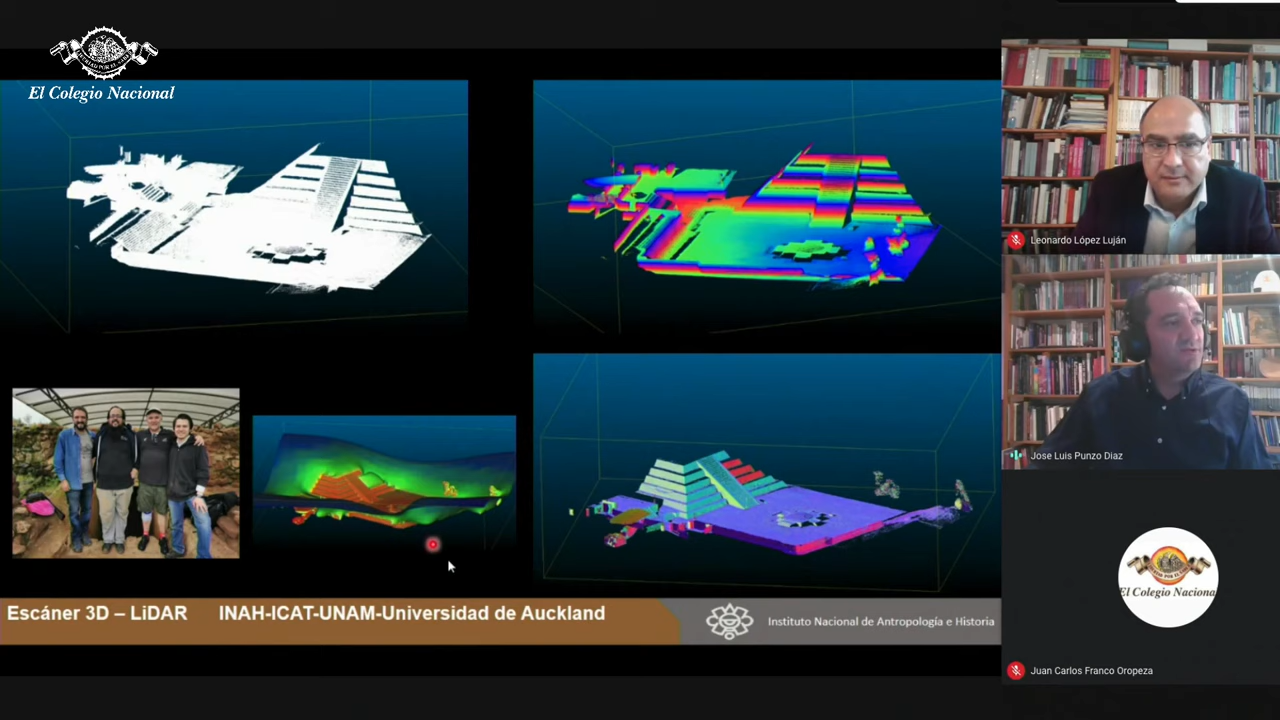 El Colegio Nacional
Leonardo López Luján
Jose Luis Punzo Diaz
Escáner 3D – LiDAR INAH-ICAT-UNAM-Universidad de Auckland
Instituto Nacional de Antropología e Historia
El Colegio Nacional
Juan Carlos Franco Oropeza